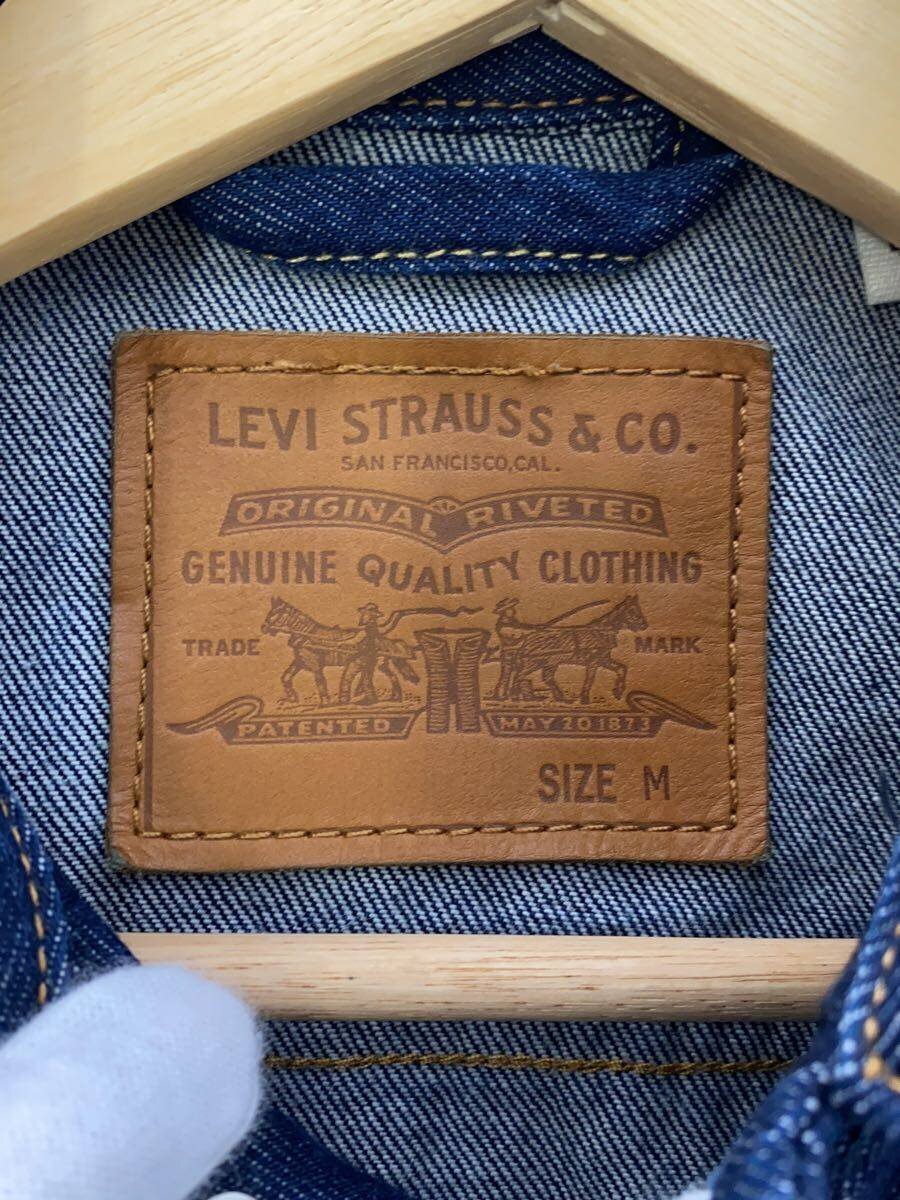 LEVI STRAUSS & CO.
SAN FRANCISCO, CAL.
ORIGINAL RIVETED
GENUINE QUALITY CLOTHING
TRADE MARK
PATENTED MAY 20 1873
SIZE M